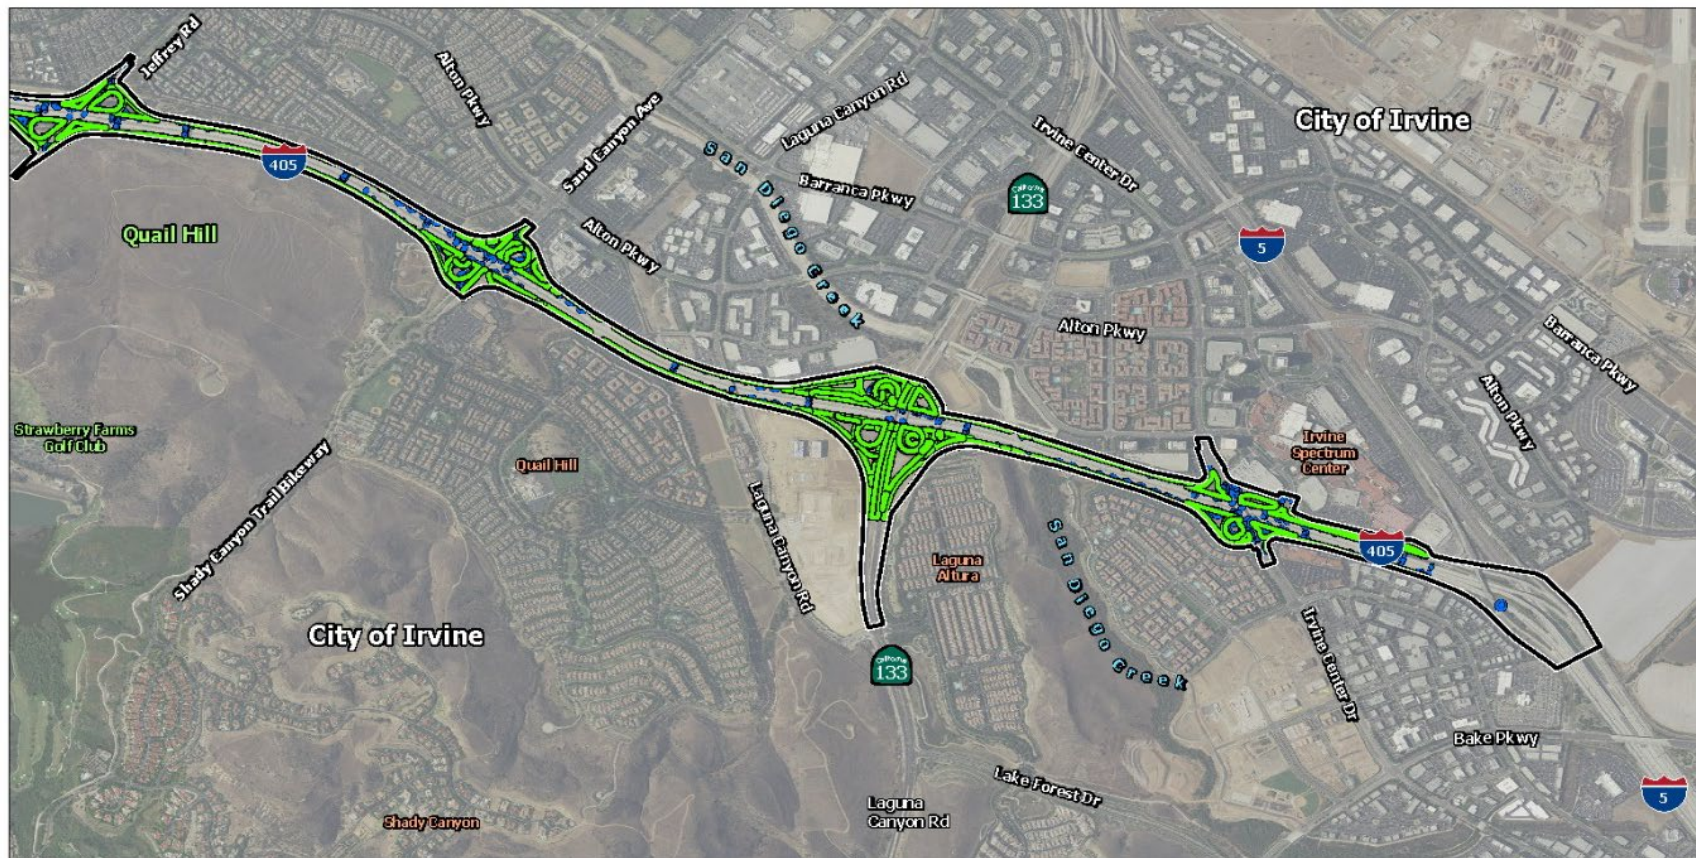 Jeffrey Rd
Alton Pkwy
Sand Canyon Ave
Laguna Canyon Rd
Irvine Center Dr
City of Irvine
405
San Diego Creek
Barranca Pkwy
California
133
Quail Hill
Alton Pkwy
5
Alton Pkwy
Barranca Pkwy
Alton Pkwy
Strawberry Farms
Golf Club
Shady Canyon Trail Bikeway
Quail Hill
Irvine
Spectrum
Center
Laguna Canyon Rd
405
Laguna
Altura
San Diego Creek
City of Irvine
Irvine Center Dr
California
133
Bake Pkwy
Lake Forest Dr
5
Laguna
Canyon Rd
Shady Canyon